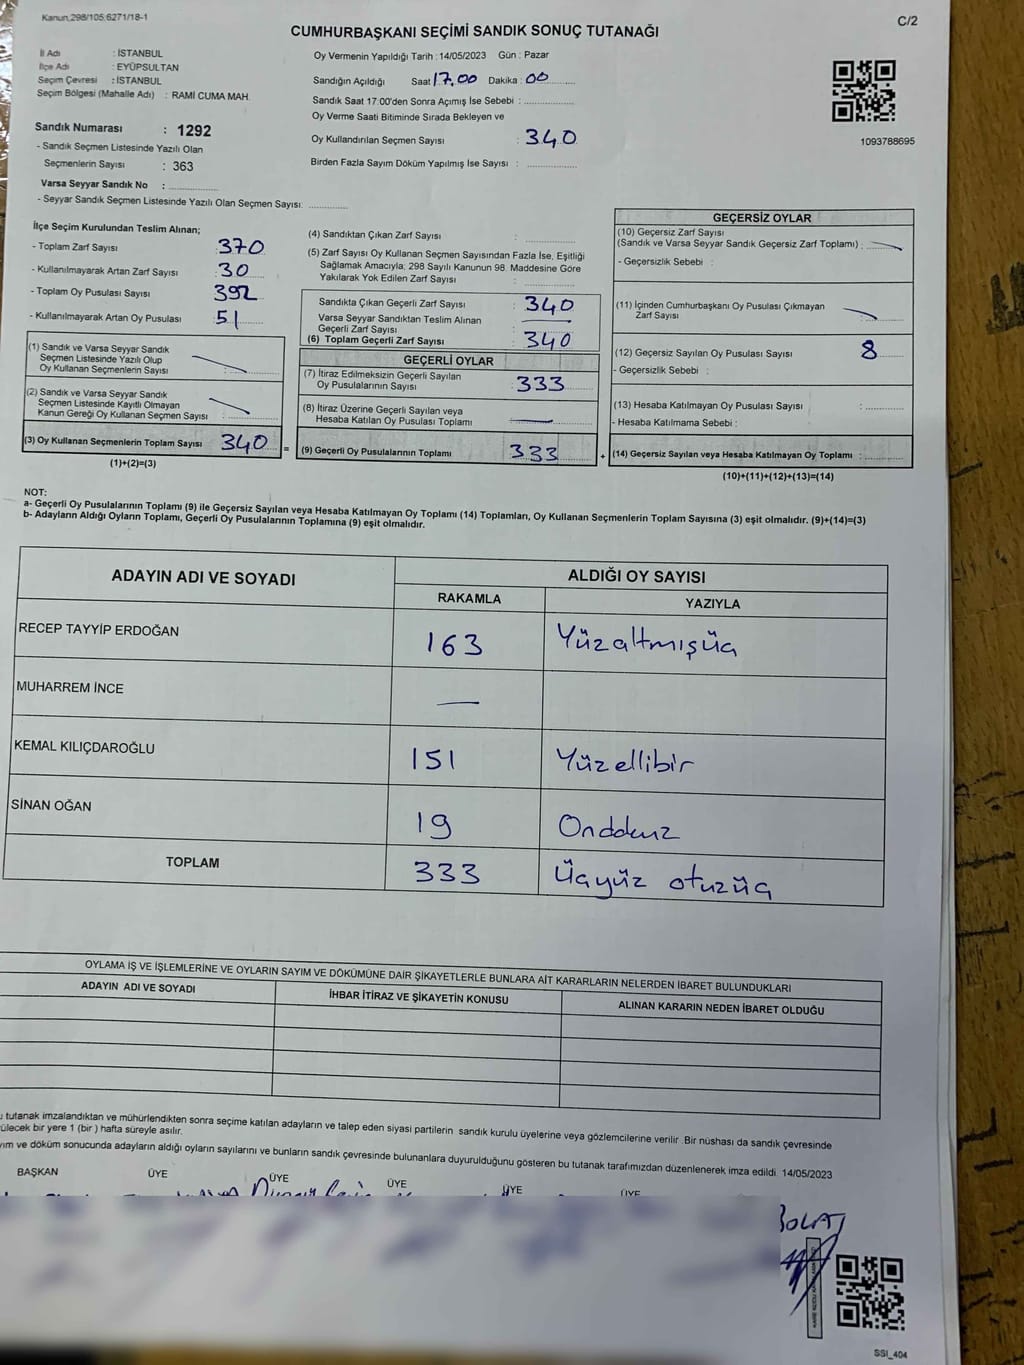 Kanun,298/105,6271/18-1
C/2
CUMHURBAŞKANI SEÇİMİ SANDIK SONUÇ TUTANAĞI
İl Adı : İSTANBUL
İlçe Adı : EYÜPSULTAN
Seçim Çevresi : İSTANBUL
Seçim Bölgesi (Mahalle Adı) : RAMİ CUMA MAH.
Sandık Numarası : 1292
- Sandık Seçmen Listesinde Yazılı Olan
Seçmenlerin Sayısı : 363
Varsa Seyyar Sandık No :
- Seyyar Sandık Seçmen Listesinde Yazılı Olan Seçmen Sayısı:
Oy Vermenin Yapıldığı Tarih : 14/05/2023 Gün : Pazar
Sandığın Açıldığı Saat 17,00 Dakika : 00
Sandık Saat 17:00'den Sonra Açımış İse Sebebi :
Oy Verme Saati Bitiminde Sırada Bekleyen ve
Oy Kullandırılan Seçmen Sayısı : 340
Birden Fazla Sayım Döküm Yapılmış İse Sayısı :
1093788695
İlçe Seçim Kurulundan Teslim Alınan;
- Toplam Zarf Sayısı : 370
- Kullanılmayarak Artan Zarf Sayısı : 30
- Toplam Oy Pusulası Sayısı : 392
- Kullanılmayarak Artan Oy Pusulası : 51
(1) Sandık ve Varsa Seyyar Sandık
Seçmen Listesinde Yazılı Olup
Oy Kullanan Seçmenlerin Sayısı :
(2) Sandık ve Varsa Seyyar Sandık
Seçmen Listesinde Kayıtlı Olmayan
Kanun Gereği Oy Kullanan Seçmen Sayısı :
(3) Oy Kullanan Seçmenlerin Toplam Sayısı 340 =
(1)+(2)=(3)
(4) Sandıktan Çıkan Zarf Sayısı :
(5) Zarf Sayısı Oy Kullanan Seçmen Sayısından Fazla İse, Eşitliği
Sağlamak Amacıyla; 298 Sayılı Kanunun 98. Maddesine Göre
Yakılarak Yok Edilen Zarf Sayısı :
Sandıkta Çıkan Geçerli Zarf Sayısı : 340
Varsa Seyyar Sandıktan Teslim Alınan
Geçerli Zarf Sayısı :
(6) Toplam Geçerli Zarf Sayısı : 340
GEÇERLİ OYLAR
(7) İtiraz Edilmeksizin Geçerli Sayılan
Oy Pusulalarının Sayısı : 333
(8) İtiraz Üzerine Geçerli Sayılan veya
Hesaba Katılan Oy Pusulası Toplamı :
(9) Geçerli Oy Pusulalarının Toplamı : 333 +
GEÇERSİZ OYLAR
(10) Geçersiz Zarf Sayısı
(Sandık ve Varsa Seyyar Sandık Geçersiz Zarf Toplamı) :
- Geçersizlik Sebebi :
(11) İçinden Cumhurbaşkanı Oy Pusulası Çıkmayan
Zarf Sayısı :
(12) Geçersiz Sayılan Oy Pusulası Sayısı : 8
- Geçersizlik Sebebi :
(13) Hesaba Katılmayan Oy Pusulası Sayısı :
- Hesaba Katılmama Sebebi :
(14) Geçersiz Sayılan veya Hesaba Katılmayan Oy Toplamı :
(10)+(11)+(12)+(13)=(14)
NOT:
a- Geçerli Oy Pusulalarının Toplamı (9) ile Geçersiz Sayılan veya Hesaba Katılmayan Oy Toplamı (14) Toplamları, Oy Kullanan Seçmenlerin Toplam Sayısına (3) eşit olmalıdır. (9)+(14)=(3)
b- Adayların Aldığı Oyların Toplamı, Geçerli Oy Pusulalarının Toplamına (9) eşit olmalıdır.
ADAYIN ADI VE SOYADI
ALDIĞI OY SAYISI
RAKAMLA YAZIYLA
RECEP TAYYİP ERDOĞAN 163 Yüzaltmışüç
MUHARREM İNCE —
KEMAL KILIÇDAROĞLU 151 Yüzellibir
SİNAN OĞAN 19 Ondokuz
TOPLAM 333 Üçyüz otuzüç
OYLAMA İŞ VE İŞLEMLERİNE VE OYLARIN SAYIM VE DÖKÜMÜNE DAİR ŞİKAYETLERLE BUNLARA AİT KARARLARIN NELERDEN İBARET BULUNDUKLARI
ADAYIN ADI VE SOYADI İHBAR İTİRAZ VE ŞİKAYETİN KONUSU ALINAN KARARIN NEDEN İBARET OLDUĞU
tutanak imzalandıktan ve mühürlendikten sonra seçime katılan adayların ve talep eden siyasi partilerin sandık kurulu üyelerine veya gözlemcilerine verilir. Bir nüshası da sandık çevresinde
ülecek bir yere 1 (bir) hafta süreyle asılır.
yım ve döküm sonucunda adayların aldığı oyların sayılarını ve bunların sandık çevresinde bulunanlara duyurulduğunu gösteren bu tutanak tarafımızdan düzenlenerek imza edildi. 14/05/2023
BAŞKAN ÜYE ÜYE ÜYE ÜYE ÜYE
BOLAT
SSI_404